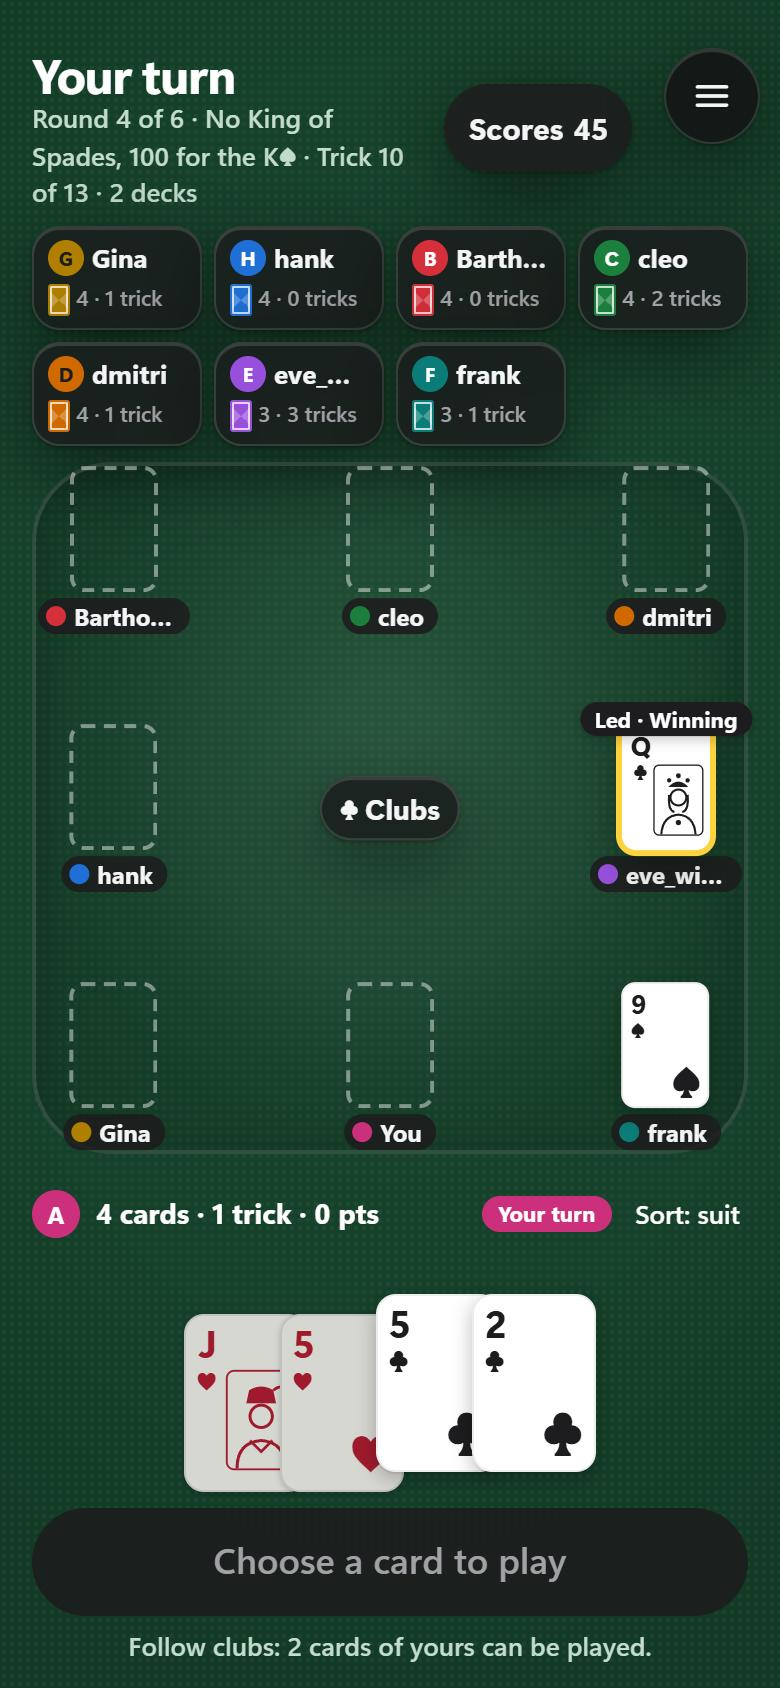 Your turn
Round 4 of 6 · No King of
Spades, 100 for the K♠ · Trick 10
of 13 · 2 decks
Scores 45
G Gina
4 · 1 trick
H hank
4 · 0 tricks
B Barth...
4 · 0 tricks
C cleo
4 · 2 tricks
D dmitri
4 · 1 trick
E eve_...
3 · 3 tricks
F frank
3 · 1 trick
Bartho...
cleo
dmitri
Led · Winning
Q
hank
♣ Clubs
eve_wi...
9
Gina
You
frank
A 4 cards · 1 trick · 0 pts
Your turn
Sort: suit
J
5
5
2
Choose a card to play
Follow clubs: 2 cards of yours can be played.